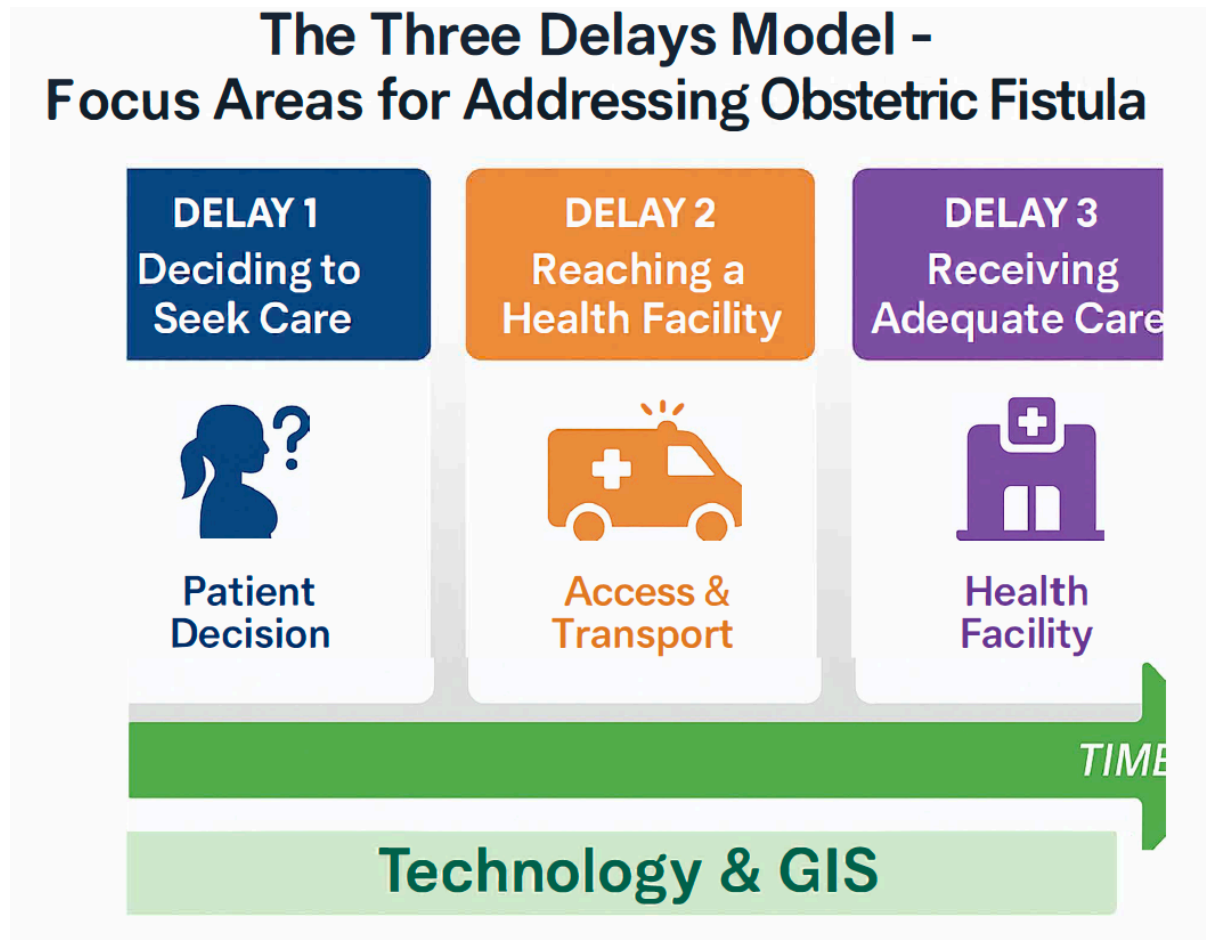 The Three Delays Model -
Focus Areas for Addressing Obstetric Fistula
DELAY 1
Deciding to
Seek Care
Patient
Decision
DELAY 2
Reaching a
Health Facility
Access &
Transport
DELAY 3
Receiving
Adequate Care
Health
Facility
TIME
Technology & GIS